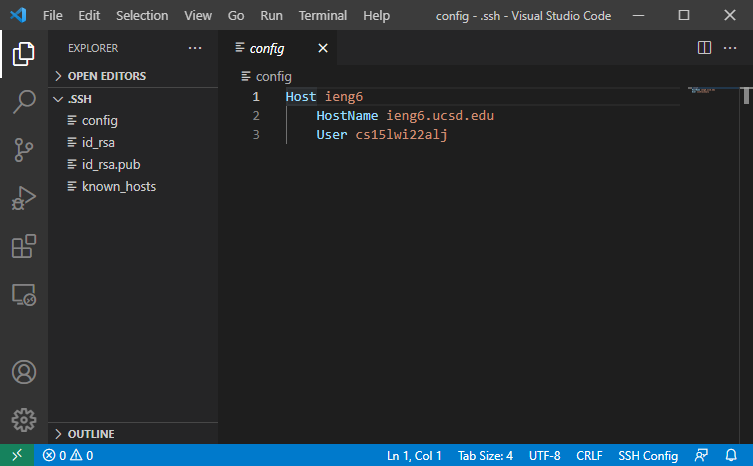 File Edit Selection View Go Run Terminal Help config - .ssh - Visual Studio Code
EXPLORER
OPEN EDITORS
.SSH
config
id_rsa
id_rsa.pub
known_hosts
OUTLINE
config
config
1 Host ieng6
2 HostName ieng6.ucsd.edu
3 User cs15lwi22alj
0 0 Ln 1, Col 1 Tab Size: 4 UTF-8 CRLF SSH Config